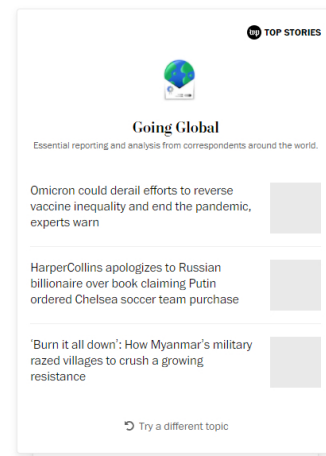 top TOP STORIES
Going Global
Essential reporting and analysis from correspondents around the world.
Omicron could derail efforts to reverse
vaccine inequality and end the pandemic,
experts warn
HarperCollins apologizes to Russian
billionaire over book claiming Putin
ordered Chelsea soccer team purchase
‘Burn it all down’: How Myanmar’s military
razed villages to crush a growing
resistance
Try a different topic